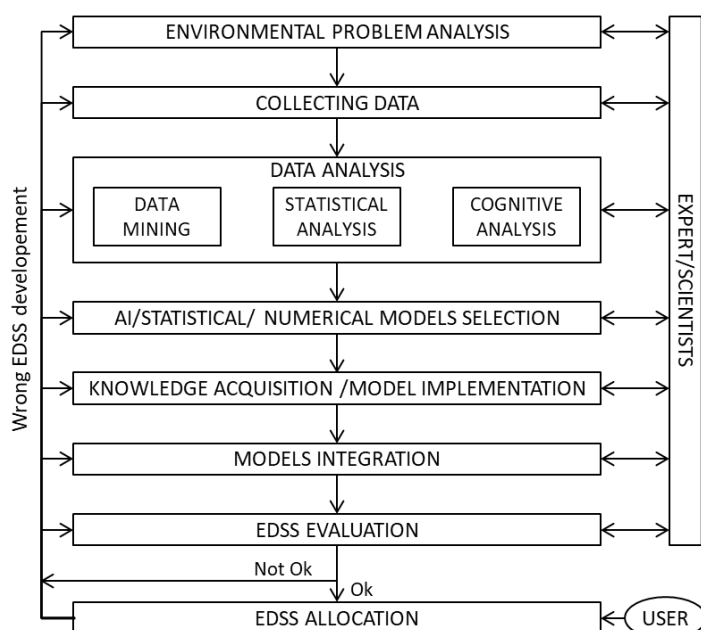 ENVIRONMENTAL PROBLEM ANALYSIS
COLLECTING DATA
DATA ANALYSIS
DATA
MINING
STATISTICAL
ANALYSIS
COGNITIVE
ANALYSIS
AI/STATISTICAL/ NUMERICAL MODELS SELECTION
KNOWLEDGE ACQUISITION /MODEL IMPLEMENTATION
MODELS INTEGRATION
EDSS EVALUATION
Not Ok
Ok
EDSS ALLOCATION
USER
Wrong EDSS developement
EXPERT/SCIENTISTS